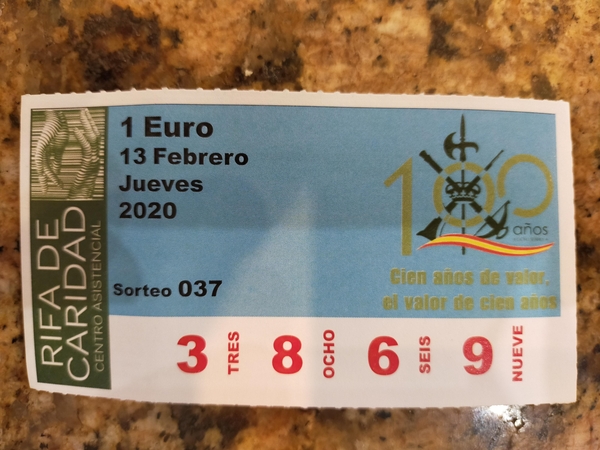 RIFA DE
CARIDAD
CENTRO ASISTENCIAL
1 Euro
13 Febrero
Jueves
2020
Sorteo 037
100
años
Cien años de valor,
el valor de cien años
3 TRES 8 OCHO 6 SEIS 9 NUEVE